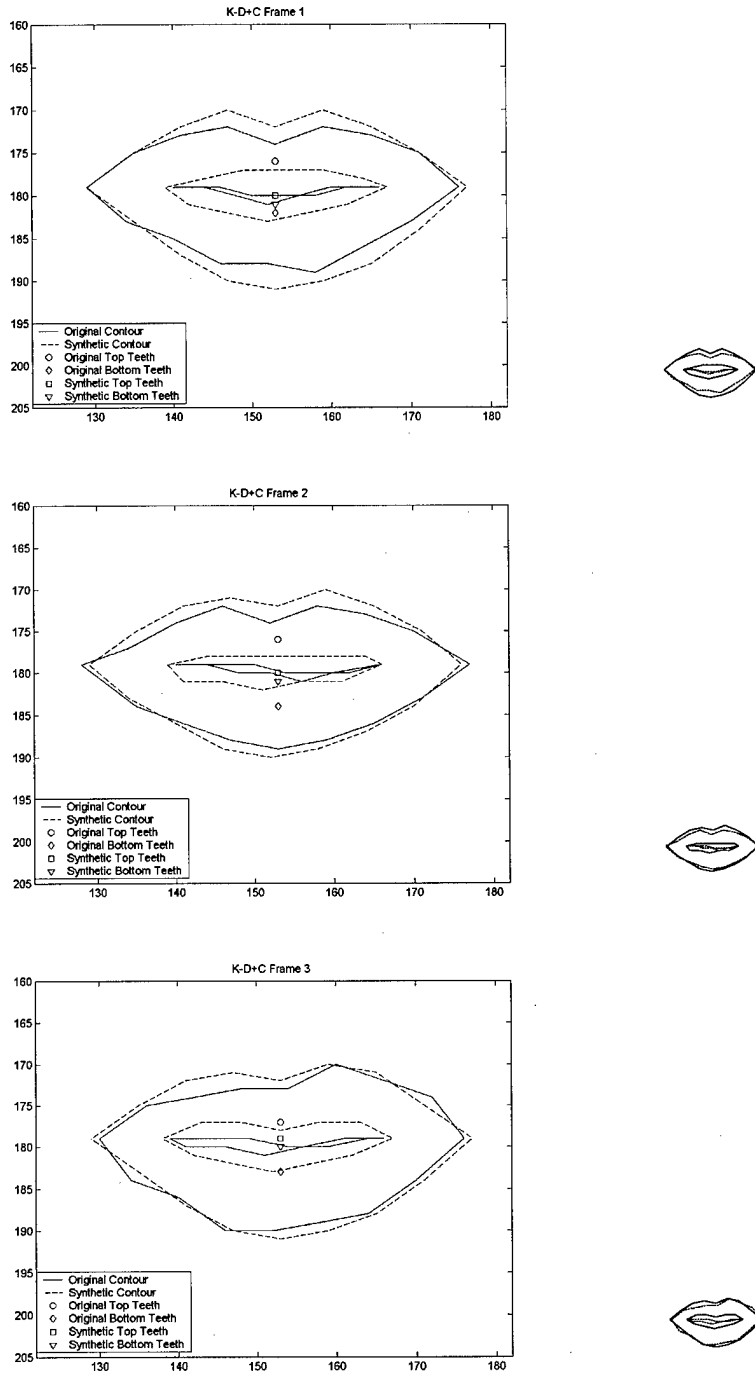 K-D+C Frame 1
160
165
170
175
180
185
190
195
200
205
Original Contour
Synthetic Contour
Original Top Teeth
Original Bottom Teeth
Synthetic Top Teeth
Synthetic Bottom Teeth
130 140 150 160 170 180
K-D+C Frame 2
160
165
170
175
180
185
190
195
200
205
Original Contour
Synthetic Contour
Original Top Teeth
Original Bottom Teeth
Synthetic Top Teeth
Synthetic Bottom Teeth
130 140 150 160 170 180
K-D+C Frame 3
160
165
170
175
180
185
190
195
200
205
Original Contour
Synthetic Contour
Original Top Teeth
Original Bottom Teeth
Synthetic Top Teeth
Synthetic Bottom Teeth
130 140 150 160 170 180